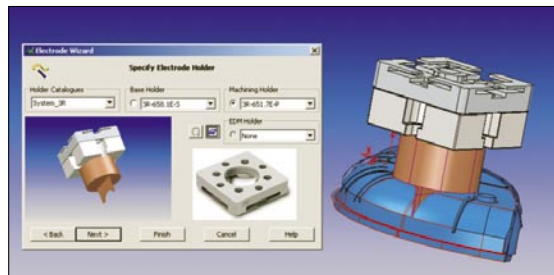 Electrode Wizard
Specify Electrode Holder
Holder Catalogues
Base Holder
Machining Holder
System_3R
3R-658.1E-S
3R-651.7E-P
EDM Holder
None
< Back
Next >
Finish
Cancel
Help